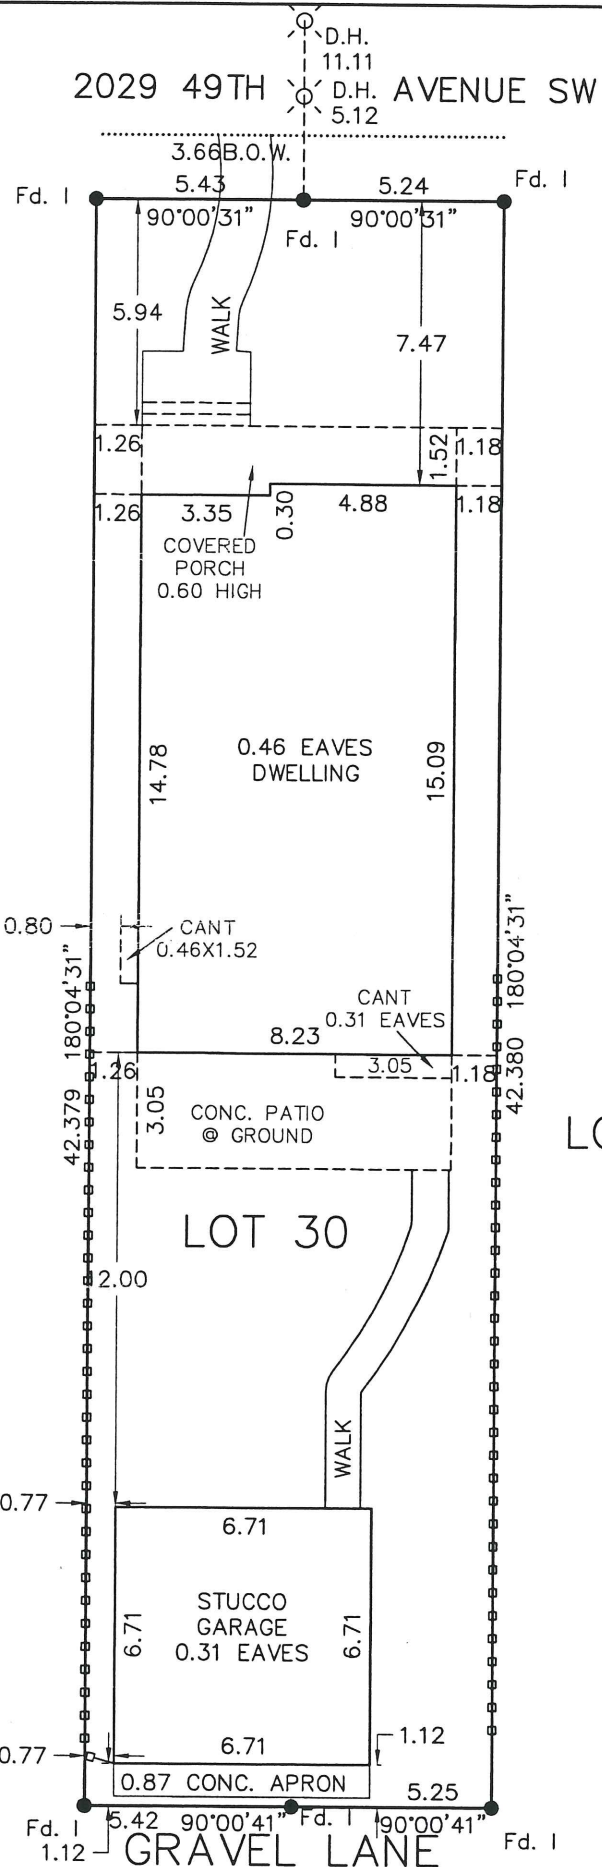 D.H.
11.11
2029 49TH AVENUE SW
D.H.
5.12
3.66B.O.W.
Fd. I
5.43
5.24
Fd. I
90°00'31"
90°00'31"
Fd. I
5.94
WALK
7.47
1.26
1.52
1.18
1.26
3.35
0.30
4.88
1.18
COVERED
PORCH
0.60 HIGH
14.78
0.46 EAVES
DWELLING
15.09
0.80
CANT
0.46X1.52
180°04'31"
180°04'31"
CANT
0.31 EAVES
8.23
1.26
3.05
3.05
1.18
42.379
42.380
CONC. PATIO
@ GROUND
LO
LOT 30
12.00
WALK
0.77
6.71
STUCCO
GARAGE
0.31 EAVES
6.71
6.71
6.71
1.12
0.77
0.87 CONC. APRON
5.25
Fd. I
5.42
90°00'41"
Fd. I
90°00'41"
Fd. I
1.12
GRAVEL LANE